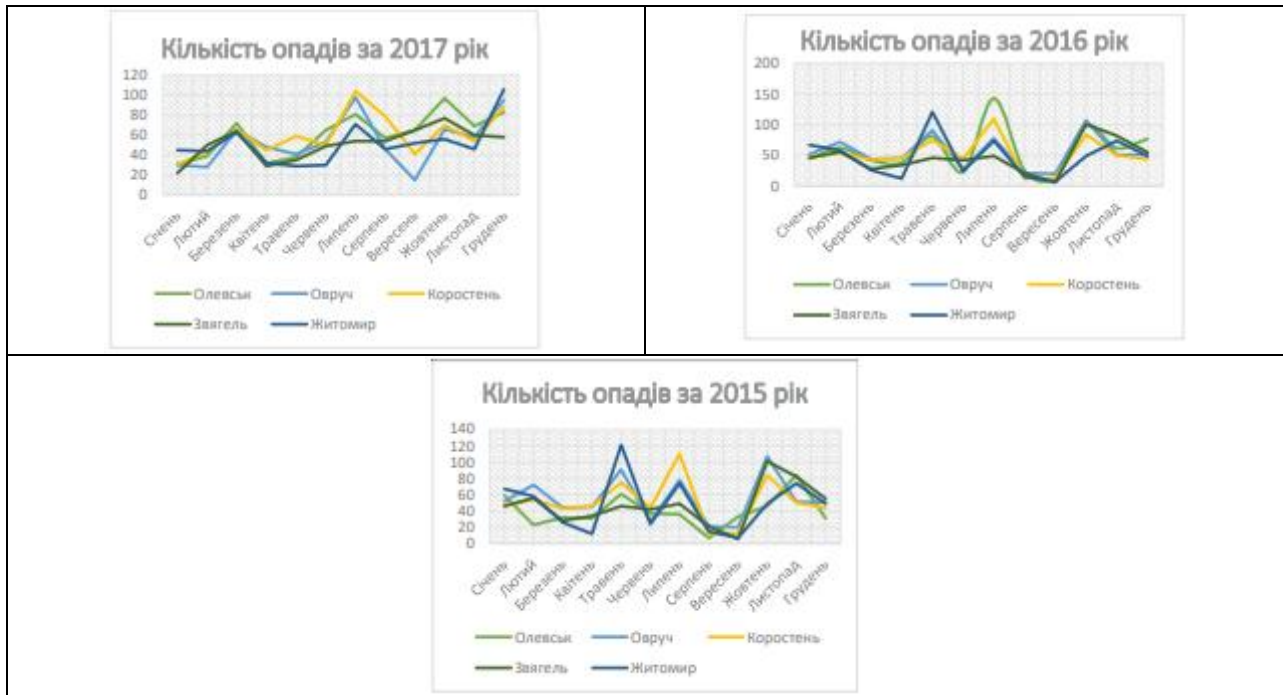 Кількість опадів за 2017 рік
120
100
80
60
40
20
0
Січень
Лютий
Березень
Квітень
Травень
Червень
Липень
Серпень
Вересень
Жовтень
Листопад
Грудень
Олевськ Овруч Коростень
Звягель Житомир
Кількість опадів за 2016 рік
200
150
100
50
0
Січень
Лютий
Березень
Квітень
Травень
Червень
Липень
Серпень
Вересень
Жовтень
Листопад
Грудень
Олевськ Овруч Коростень
Звягель Житомир
Кількість опадів за 2015 рік
140
120
100
80
60
40
20
0
Січень
Лютий
Березень
Квітень
Травень
Червень
Липень
Серпень
Вересень
Жовтень
Листопад
Грудень
Олевськ Овруч Коростень
Звягель Житомир